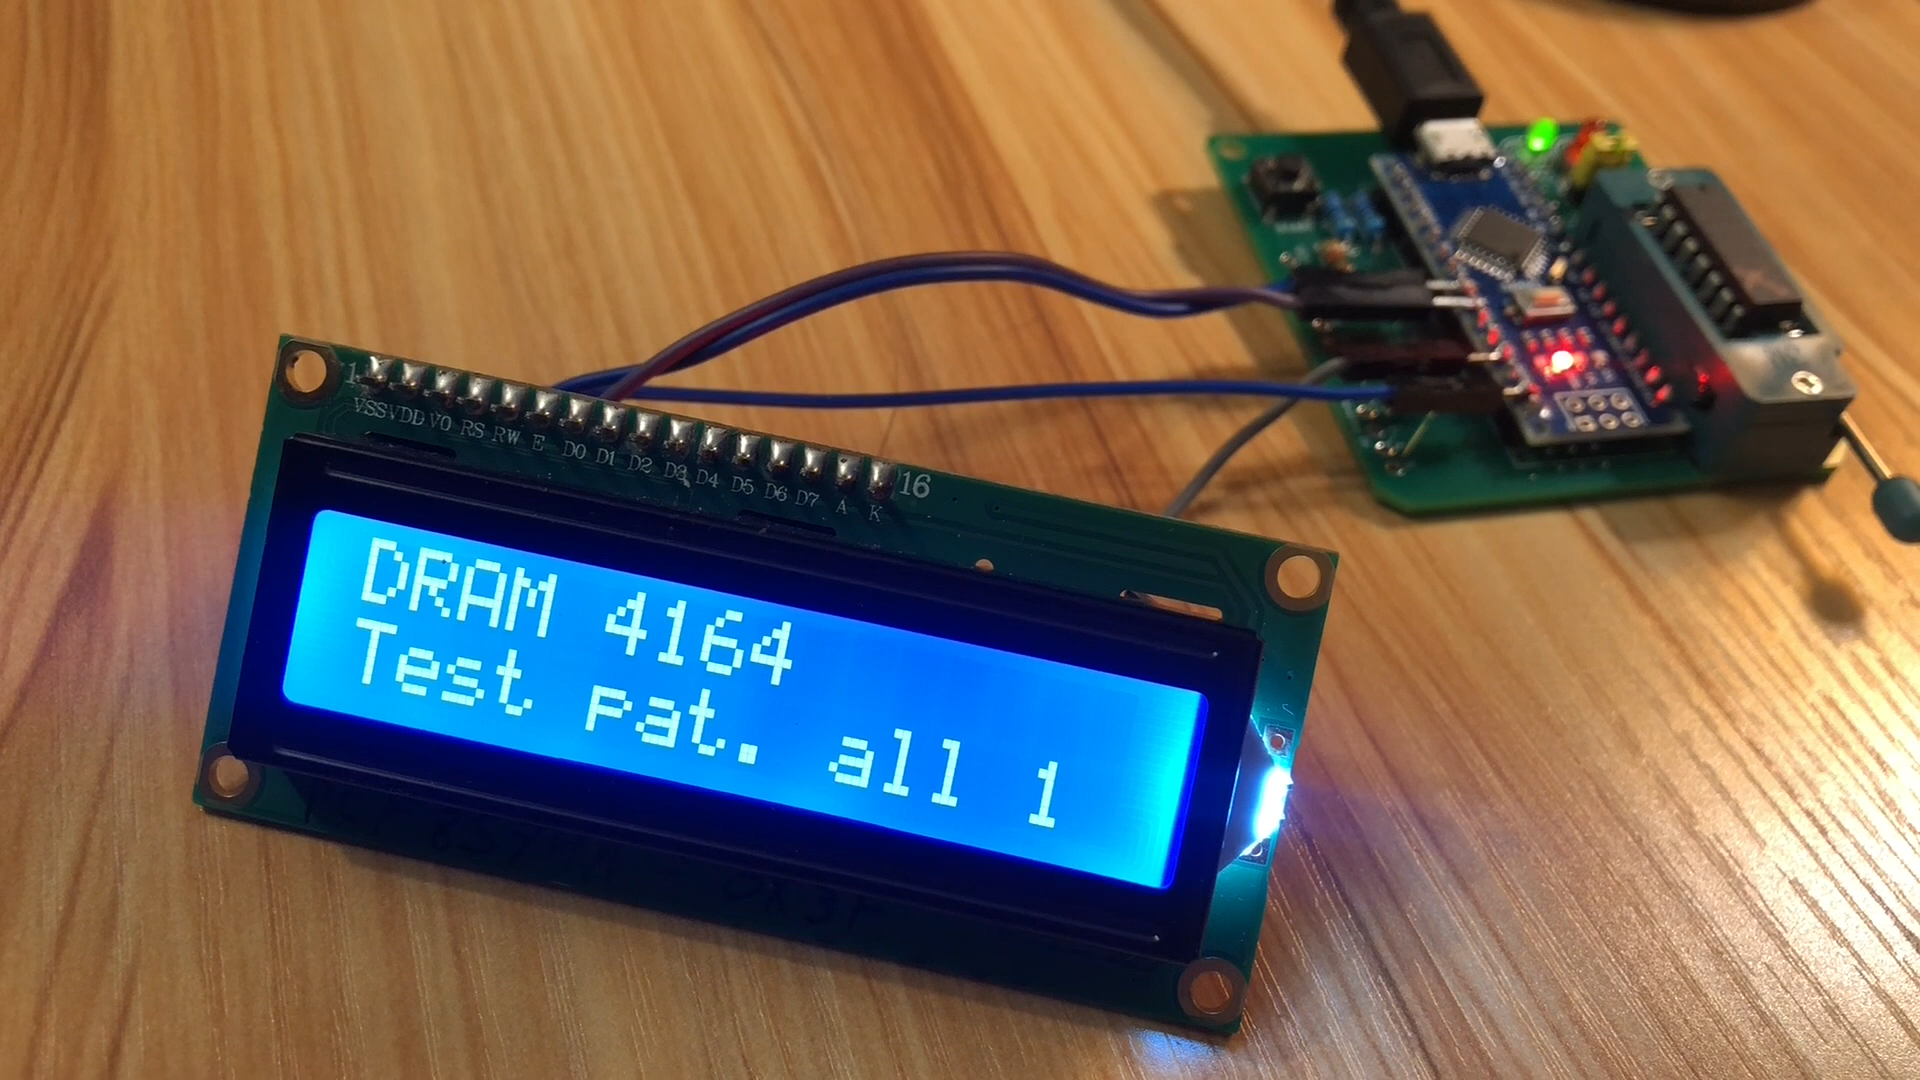 1
VSS VDD V0 RS RW E D0 D1 D2 D3 D4 D5 D6 D7 A K
16
DRAM 4164
Test pat. all 1